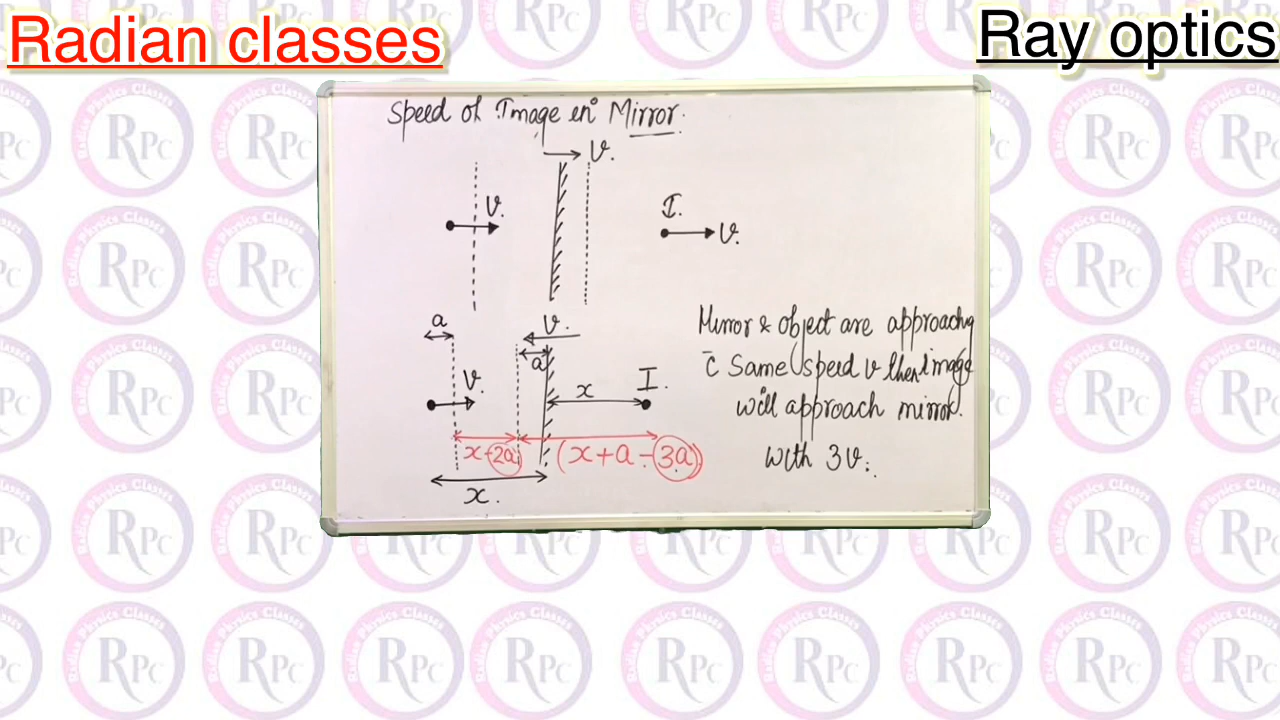 Radian classes
Ray optics
Speed of Image in Mirror.
v.
v.
I.
v.
a
v.
v.
a
x
I.
x-2a
(x+a-3a)
x.
Mirror & object are approaching
c̄ Same speed v then image
will approach mirror.
with 3v.